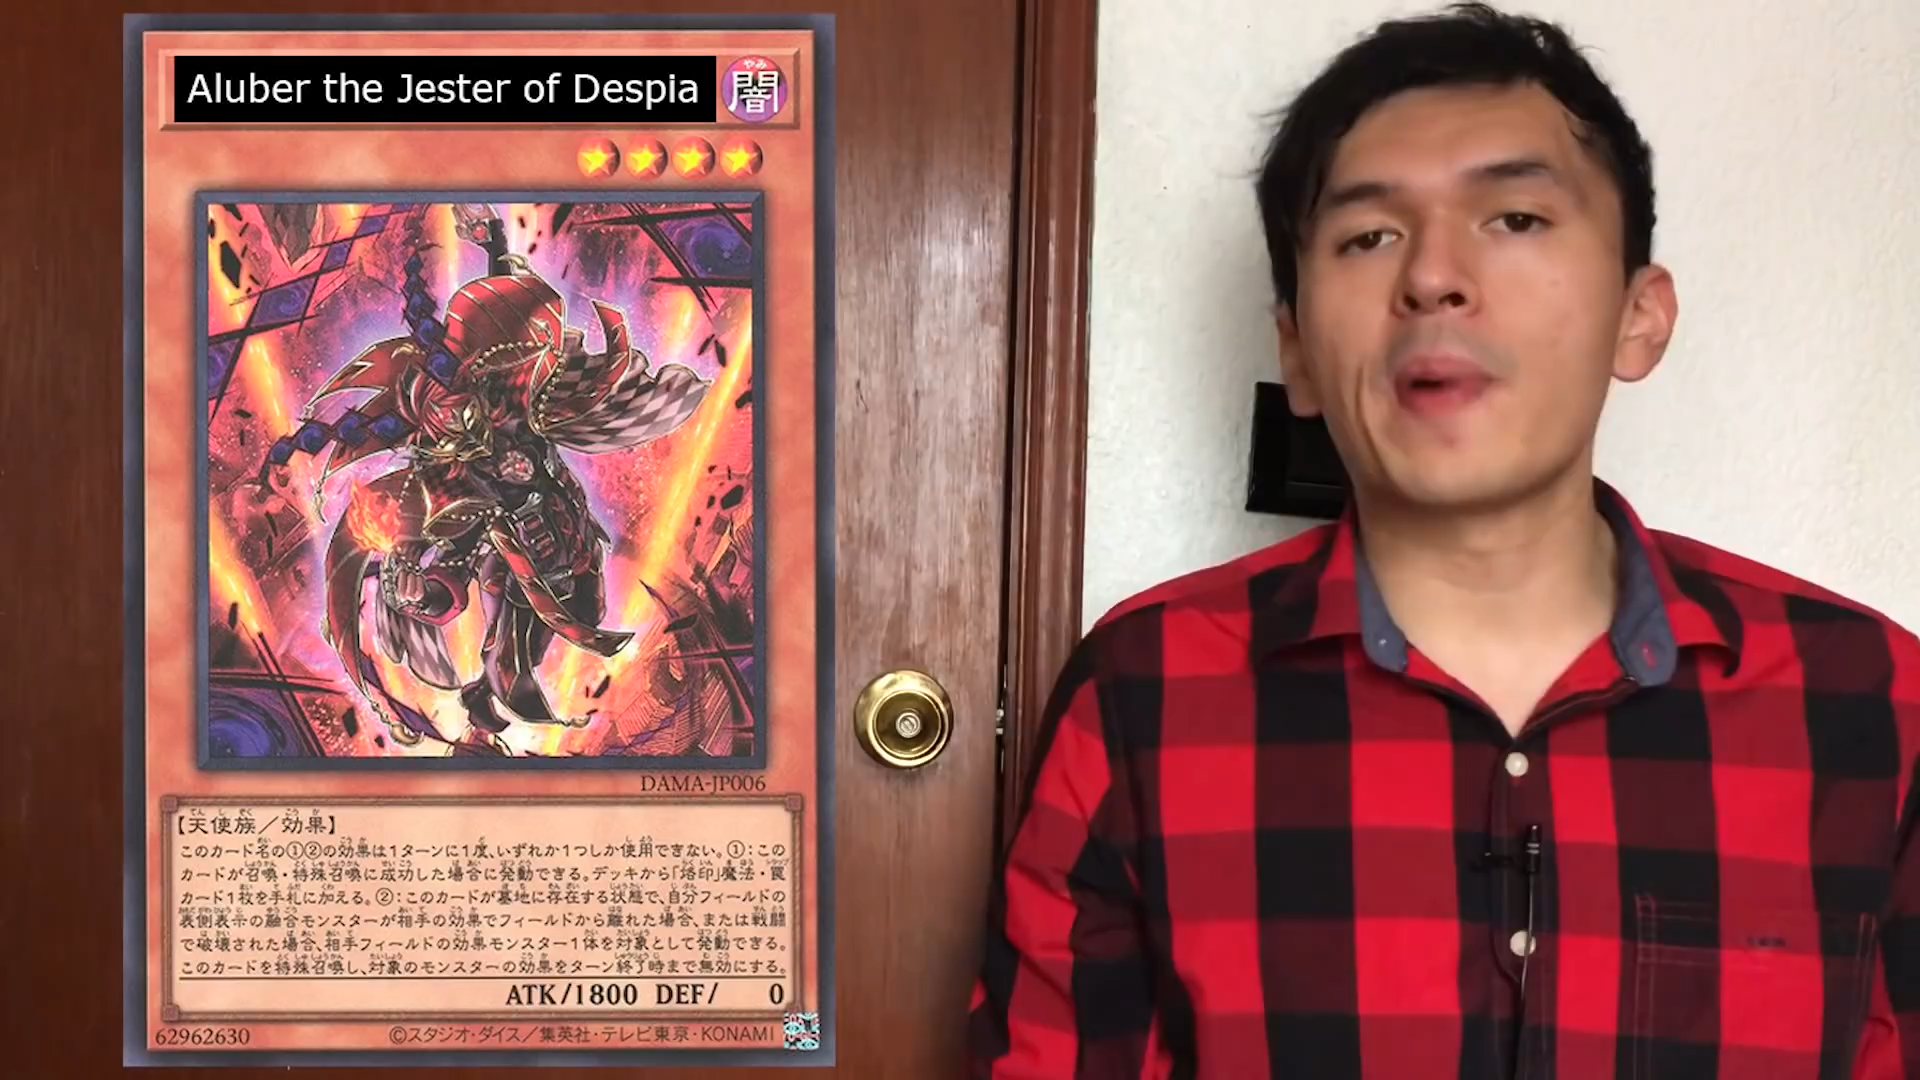 Aluber the Jester of Despia
闇
DAMA-JP006
【天使族/効果】
このカード名の①②の効果は1ターンに1度、いずれか1つしか使用できない。①:この
カードが召喚・特殊召喚に成功した場合に発動できる。デッキから「烙印」魔法・罠
カード1枚を手札に加える。②:このカードが墓地に存在する状態で、自分フィールドの
表側表示の融合モンスターが相手の効果でフィールドから離れた場合、または戦闘
で破壊された場合、相手フィールドの効果モンスター1体を対象として発動できる。
このカードを特殊召喚し、対象のモンスターの効果をターン終了時まで無効にする。
ATK/1800 DEF/ 0
62962630 ©スタジオ・ダイス/集英社・テレビ東京・KONAMI